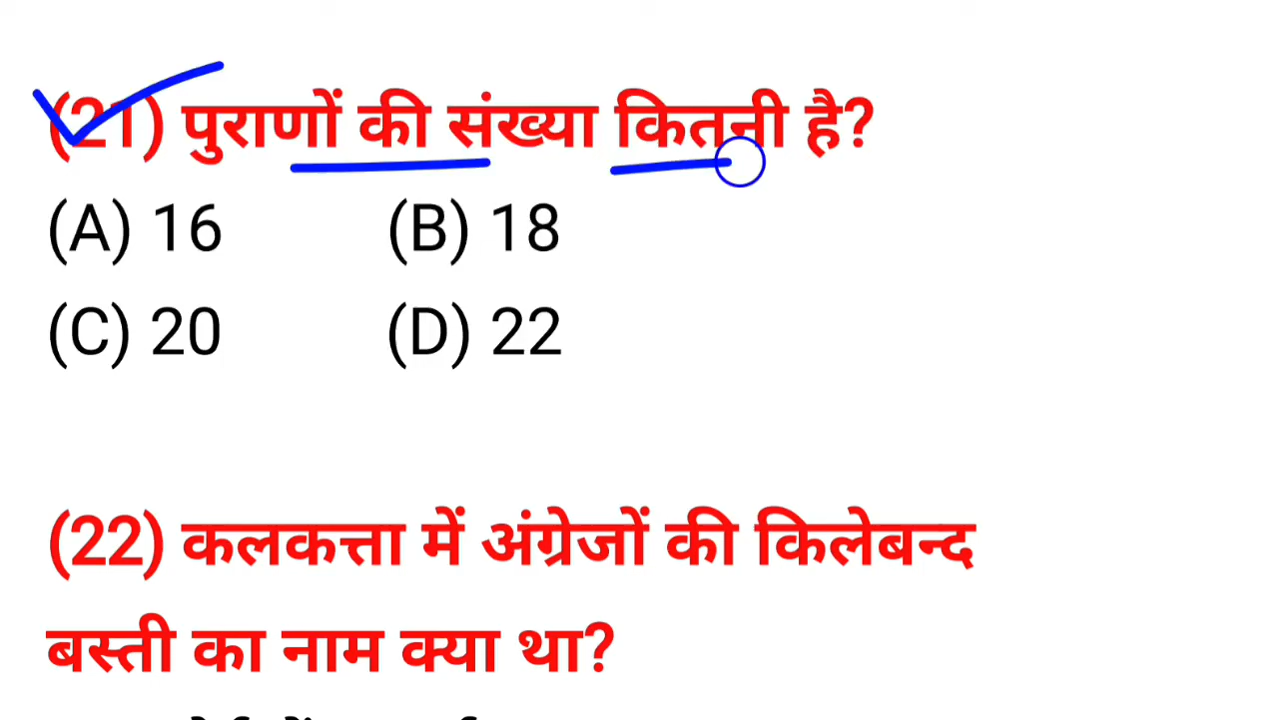 (21) पुराणों की संख्या कितनी है?
(A) 16 (B) 18
(C) 20 (D) 22
(22) कलकत्ता में अंग्रेजों की किलेबन्द
बस्ती का नाम क्या था?